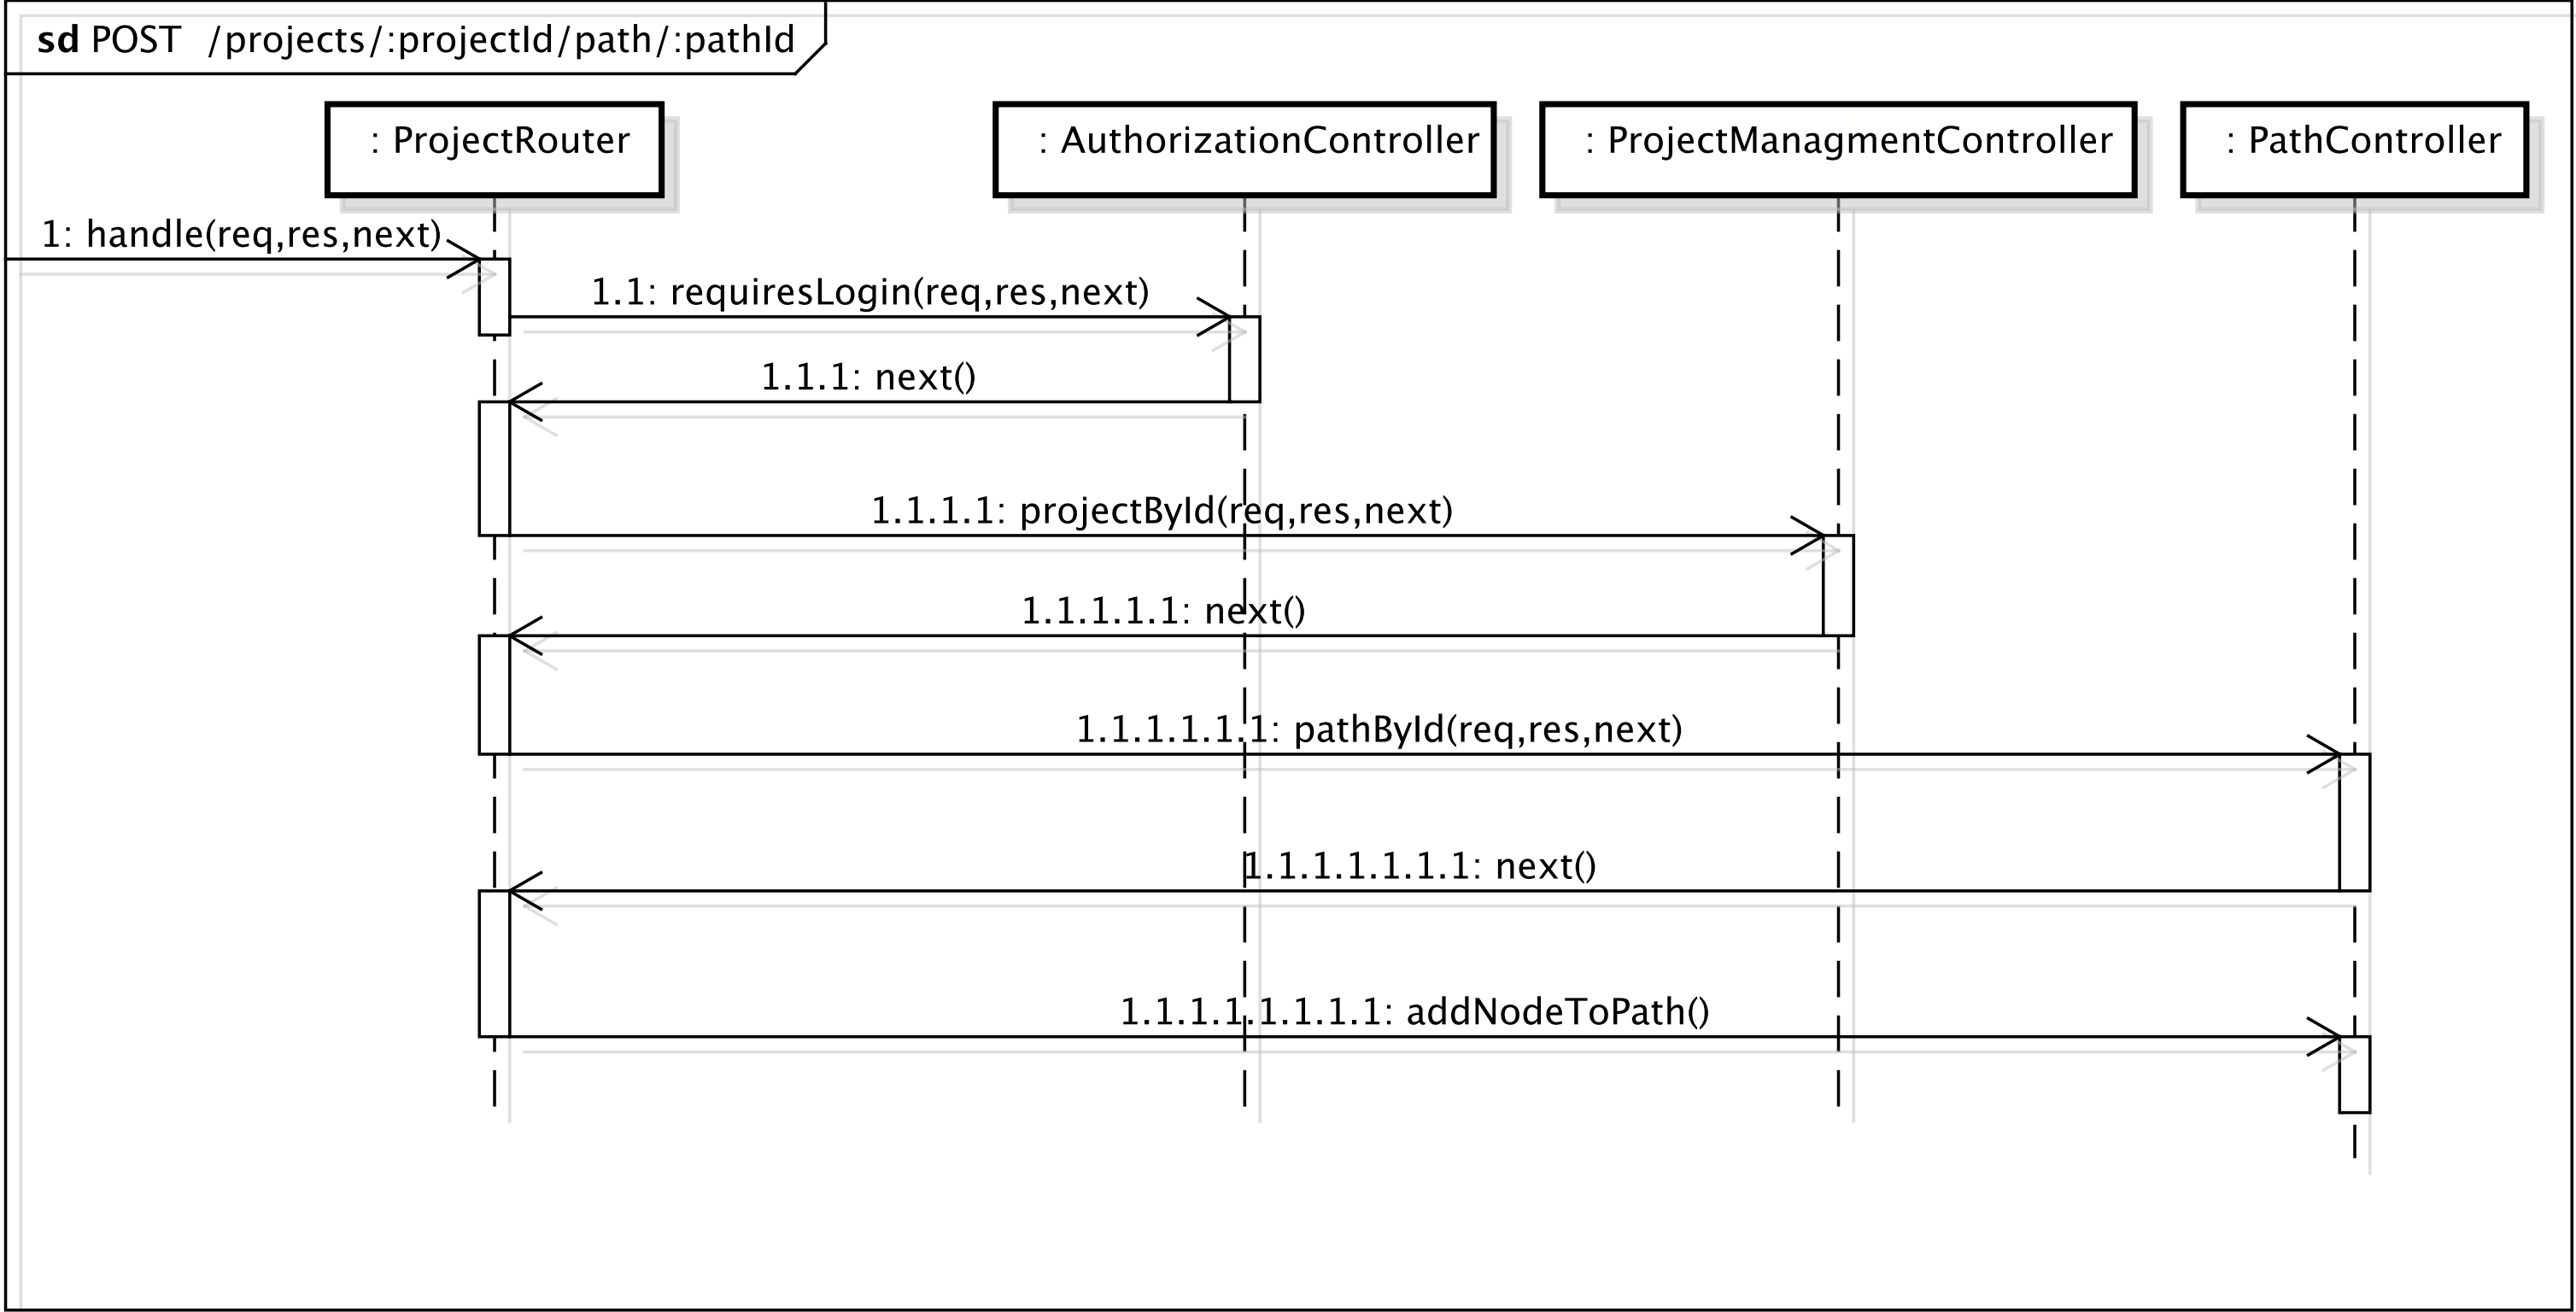 sd POST /projects/:projectId/path/:pathId
: ProjectRouter
: AuthorizationController
: ProjectManagmentController
: PathController
1: handle(req,res,next)
1.1: requiresLogin(req,res,next)
1.1.1: next()
1.1.1.1: projectById(req,res,next)
1.1.1.1.1: next()
1.1.1.1.1.1: pathById(req,res,next)
1.1.1.1.1.1.1: next()
1.1.1.1.1.1.1.1: addNodeToPath()